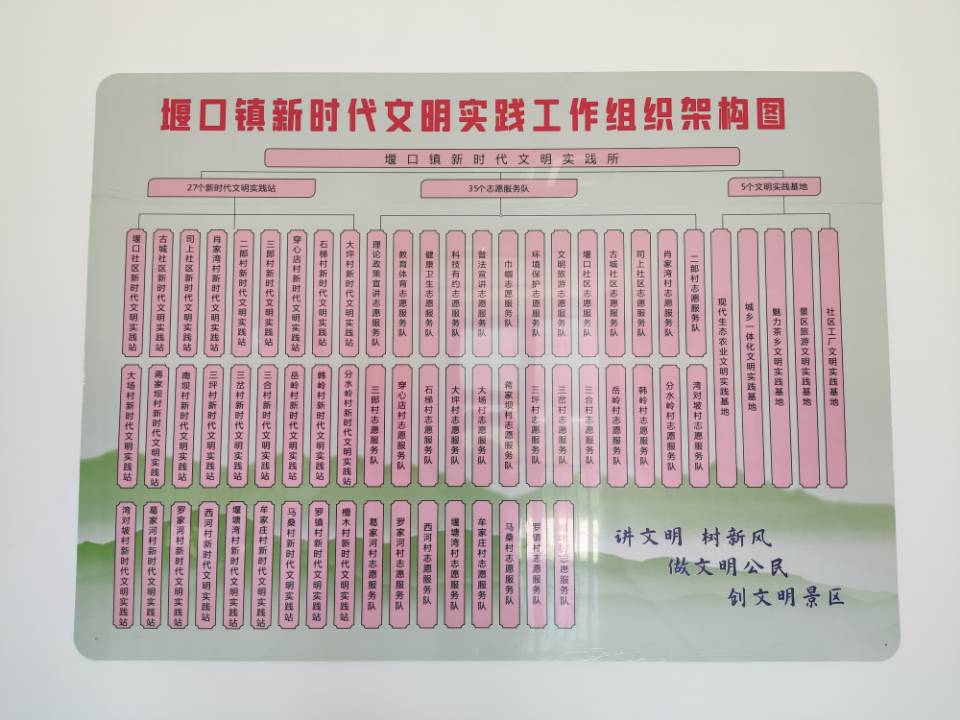 堰口镇新时代文明实践工作组织架构图
堰口镇新时代文明实践所
27个新时代文明实践站
35个志愿服务队
5个文明实践基地
堰口社区新时代文明实践站
古城社区新时代文明实践站
司上社区新时代文明实践站
肖家湾村新时代文明实践站
二郎村新时代文明实践站
三郎村新时代文明实践站
穿心店村新时代文明实践站
石梯村新时代文明实践站
大坪村新时代文明实践站
理论政策宣讲志愿服务队
教育体育志愿服务队
健康卫生志愿服务队
科技有约志愿服务队
普法宣讲志愿服务队
巾帼志愿服务队
环境保护志愿服务队
文明旅游志愿服务队
堰口社区志愿服务队
古城社区志愿服务队
司上社区志愿服务队
肖家湾村志愿服务队
二郎村志愿服务队
现代生态农业文明实践基地
城乡一体化文明实践基地
魅力茶乡文明实践基地
景区旅游文明实践基地
社区工厂文明实践基地
大场村新时代文明实践站
蒋家坝村新时代文明实践站
南坝村新时代文明实践站
三坪村新时代文明实践站
三岔村新时代文明实践站
三合村新时代文明实践站
岳岭村新时代文明实践站
韩岭村新时代文明实践站
分水岭村新时代文明实践站
三郎村志愿服务队
穿心店村志愿服务队
石梯村志愿服务队
大坪村志愿服务队
大场村志愿服务队
蒋家坝村志愿服务队
三坪村志愿服务队
三岔村志愿服务队
三合村志愿服务队
岳岭村志愿服务队
韩岭村志愿服务队
分水岭村志愿服务队
湾对坡村志愿服务队
湾对坡村新时代文明实践站
葛家河村新时代文明实践站
罗家河村新时代文明实践站
西河村新时代文明实践站
堰塘湾村新时代文明实践站
牟家庄村新时代文明实践站
马桑村新时代文明实践站
罗镇村新时代文明实践站
檀木村新时代文明实践站
葛家河村志愿服务队
罗家河村志愿服务队
西河村志愿服务队
堰塘湾村志愿服务队
牟家庄村志愿服务队
马桑村志愿服务队
罗镇村志愿服务队
村志愿服务队
讲文明 树新风
做文明公民
创文明景区